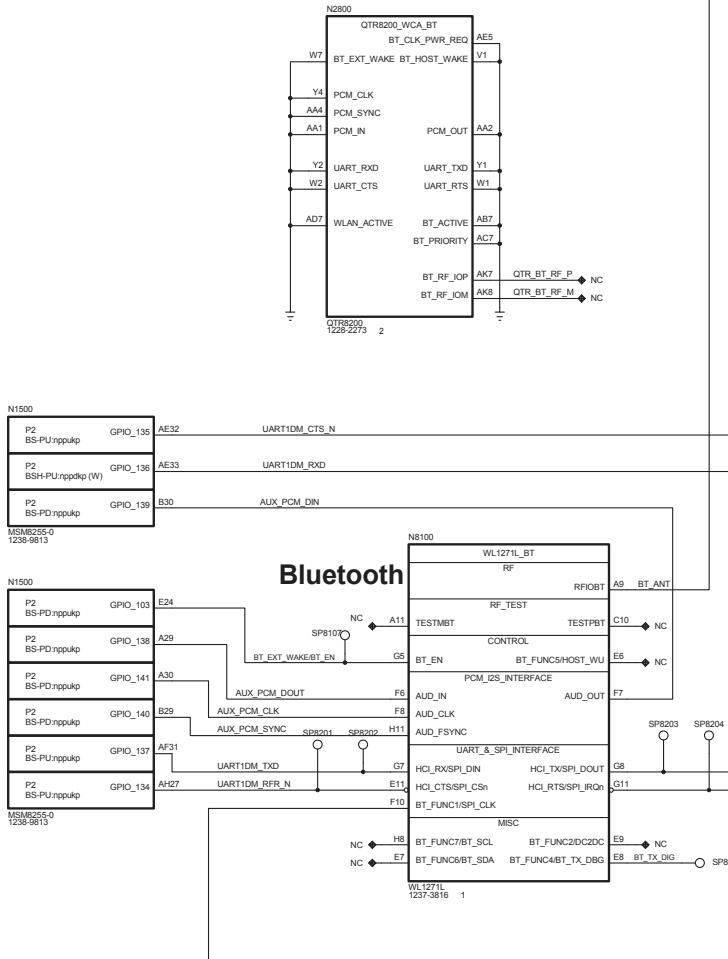 N2800
QTR8200_WCA_BT
BT_CLK_PWR_REQ AE5
W7 BT_EXT_WAKE BT_HOST_WAKE V1
Y4 PCM_CLK
AA4 PCM_SYNC
AA1 PCM_IN PCM_OUT AA2
Y2 UART_RXD UART_TXD Y1
W2 UART_CTS UART_RTS W1
AD7 WLAN_ACTIVE BT_ACTIVE AB7
BT_PRIORITY AC7
BT_RF_IOP AK7 QTR_BT_RF_P NC
BT_RF_IOM AK8 QTR_BT_RF_M NC
QTR8200
1228-2273 2
N1500
P2
BS-PU:nppukp GPIO_135 AE32 UART1DM_CTS_N
P2
BSH-PU:nppdkp (W) GPIO_136 AE33 UART1DM_RXD
P2
BS-PD:nppukp GPIO_139 B30 AUX_PCM_DIN
MSM8255-0
1238-9813
Bluetooth
N1500
P2
BS-PD:nppukp GPIO_103 E24 BT_EXT_WAKE/BT_EN
P2
BS-PD:nppukp GPIO_138 A29 AUX_PCM_DOUT
P2
BS-PD:nppukp GPIO_141 A30 AUX_PCM_CLK
P2
BS-PD:nppukp GPIO_140 B29 AUX_PCM_SYNC
P2
BS-PU:nppukp GPIO_137 AF31 UART1DM_TXD
P2
BS-PU:nppukp GPIO_134 AH27 UART1DM_RFR_N
MSM8255-0
1238-9813
SP8107
SP8201
SP8202
N8100
WL1271L_BT
RF
RFIOBT A9 BT_ANT
RF_TEST
NC A11 TESTMBT TESTPBT C10 NC
CONTROL
G5 BT_EN BT_FUNC5/HOST_WU E6 NC
PCM_I2S_INTERFACE
F6 AUD_IN AUD_OUT F7
F8 AUD_CLK
H11 AUD_FSYNC
UART_&_SPI_INTERFACE
SP8203
SP8204
G7 HCI_RX/SPI_DIN HCI_TX/SPI_DOUT G8
E11 HCI_CTS/SPI_CSn HCI_RTS/SPI_IRQn G11
F10 BT_FUNC1/SPI_CLK
MISC
NC H8 BT_FUNC7/BT_SCL BT_FUNC2/DC2DC E9 NC
NC E7 BT_FUNC6/BT_SDA BT_FUNC4/BT_TX_DBG E8 BT_TX_DIG SP8
WL1271L
1237-3816 1